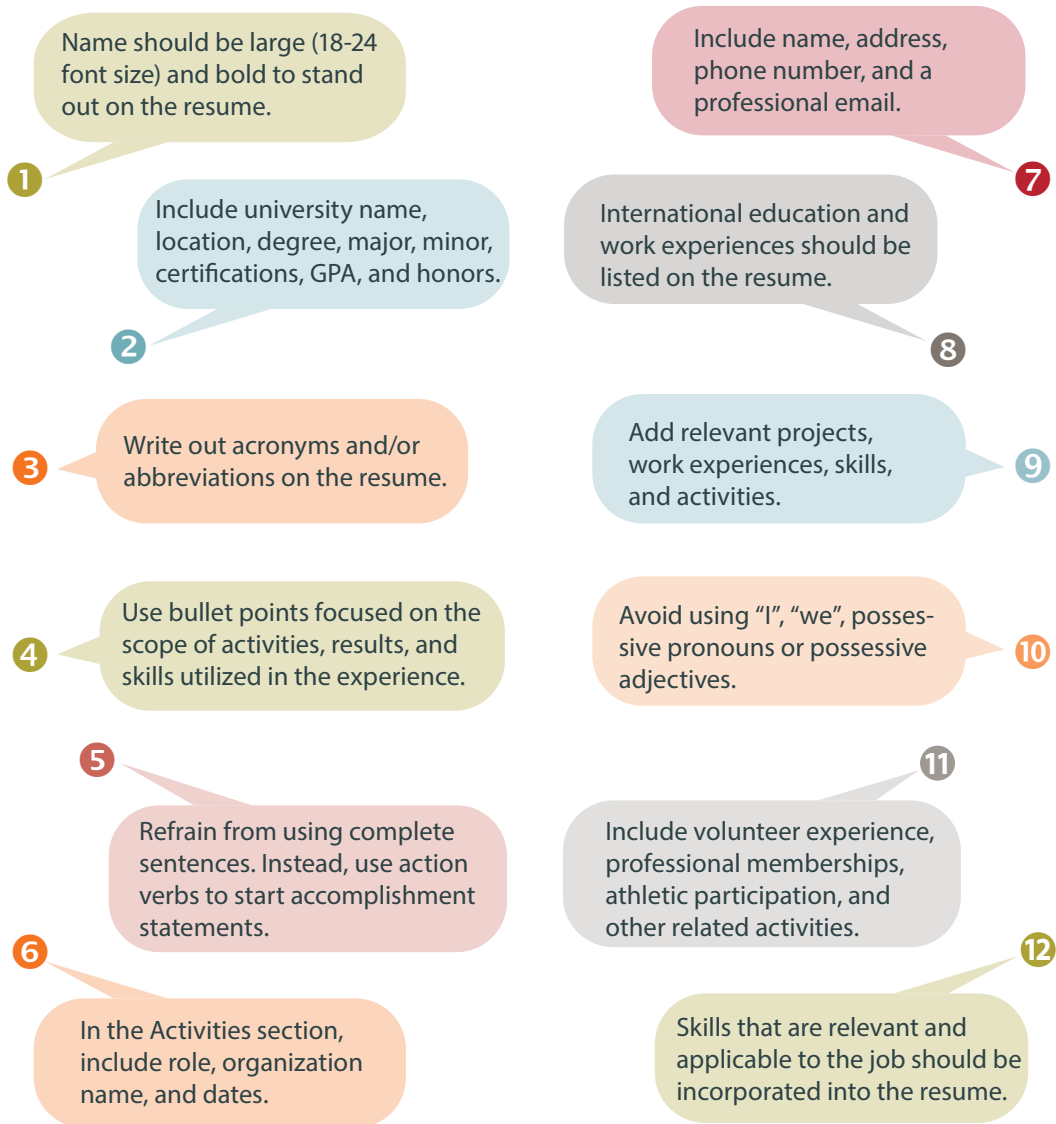 Name should be large (18-24
font size) and bold to stand
out on the resume.
1
Include university name,
location, degree, major, minor,
certifications, GPA, and honors.
2
3
Write out acronyms and/or
abbreviations on the resume.
4
Use bullet points focused on the
scope of activities, results, and
skills utilized in the experience.
5
Refrain from using complete
sentences. Instead, use action
verbs to start accomplishment
statements.
6
In the Activities section,
include role, organization
name, and dates.
Include name, address,
phone number, and a
professional email.
7
International education and
work experiences should be
listed on the resume.
8
Add relevant projects,
work experiences, skills,
and activities.
9
Avoid using “I”, “we”, posses-
sive pronouns or possessive
adjectives.
10
11
Include volunteer experience,
professional memberships,
athletic participation, and
other related activities.
12
Skills that are relevant and
applicable to the job should be
incorporated into the resume.